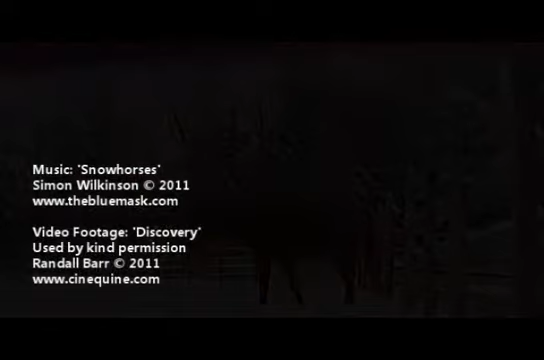 Music: 'Snowhorses'
Simon Wilkinson © 2011
www.thebluemask.com
Video Footage: 'Discovery'
Used by kind permission
Randall Barr © 2011
www.cinequine.com